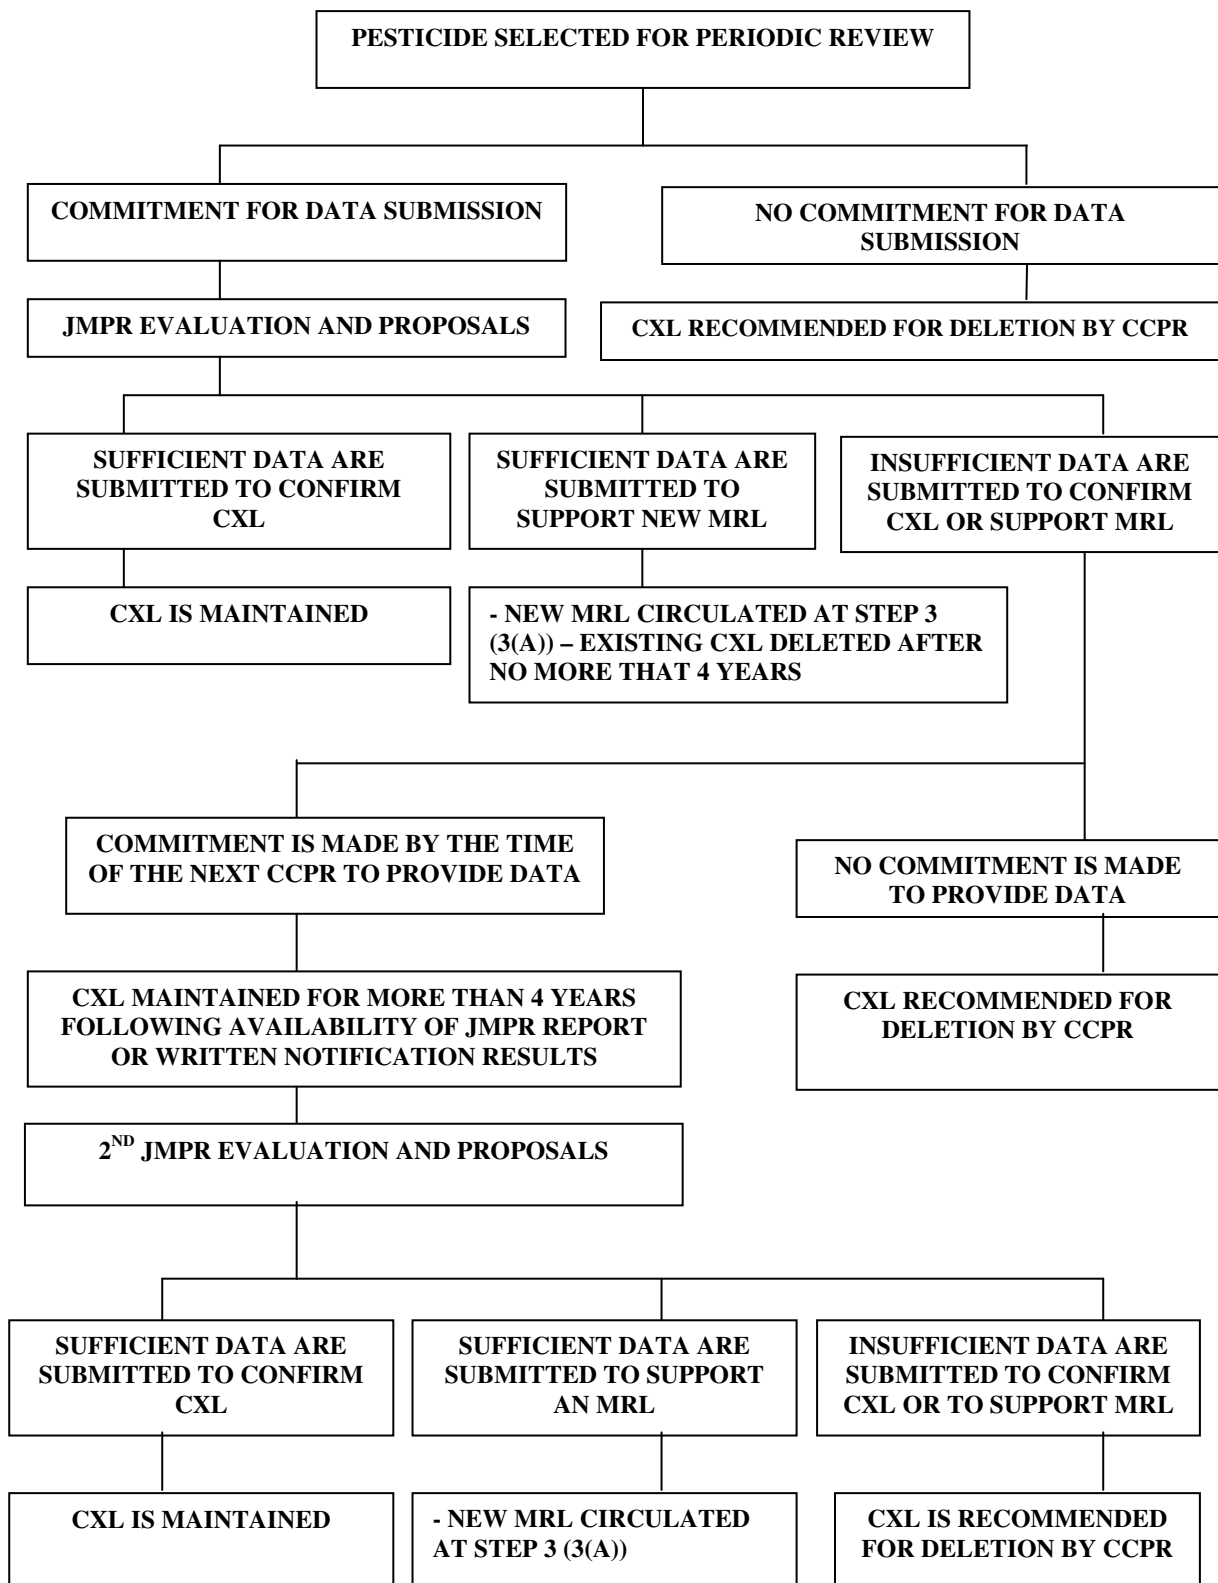 PESTICIDE SELECTED FOR PERIODIC REVIEW
COMMITMENT FOR DATA SUBMISSION
NO COMMITMENT FOR DATA
SUBMISSION
JMPR EVALUATION AND PROPOSALS
CXL RECOMMENDED FOR DELETION BY CCPR
SUFFICIENT DATA ARE
SUBMITTED TO CONFIRM
CXL
SUFFICIENT DATA ARE
SUBMITTED TO
SUPPORT NEW MRL
INSUFFICIENT DATA ARE
SUBMITTED TO CONFIRM
CXL OR SUPPORT MRL
CXL IS MAINTAINED
- NEW MRL CIRCULATED AT STEP 3
(3(A)) – EXISTING CXL DELETED AFTER
NO MORE THAT 4 YEARS
COMMITMENT IS MADE BY THE TIME
OF THE NEXT CCPR TO PROVIDE DATA
NO COMMITMENT IS MADE
TO PROVIDE DATA
CXL MAINTAINED FOR MORE THAN 4 YEARS
FOLLOWING AVAILABILITY OF JMPR REPORT
OR WRITTEN NOTIFICATION RESULTS
CXL RECOMMENDED FOR
DELETION BY CCPR
2ND JMPR EVALUATION AND PROPOSALS
SUFFICIENT DATA ARE
SUBMITTED TO CONFIRM
CXL
SUFFICIENT DATA ARE
SUBMITTED TO SUPPORT
AN MRL
INSUFFICIENT DATA ARE
SUBMITTED TO CONFIRM
CXL OR TO SUPPORT MRL
CXL IS MAINTAINED
- NEW MRL CIRCULATED
AT STEP 3 (3(A))
CXL IS RECOMMENDED
FOR DELETION BY CCPR